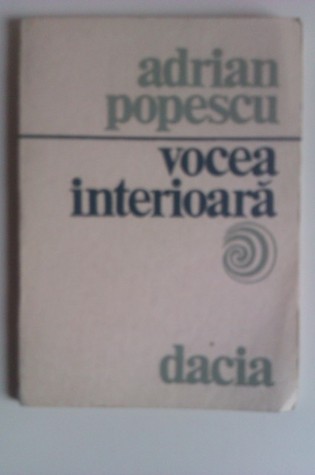 adrian
popescu
vocea
interioară
dacia